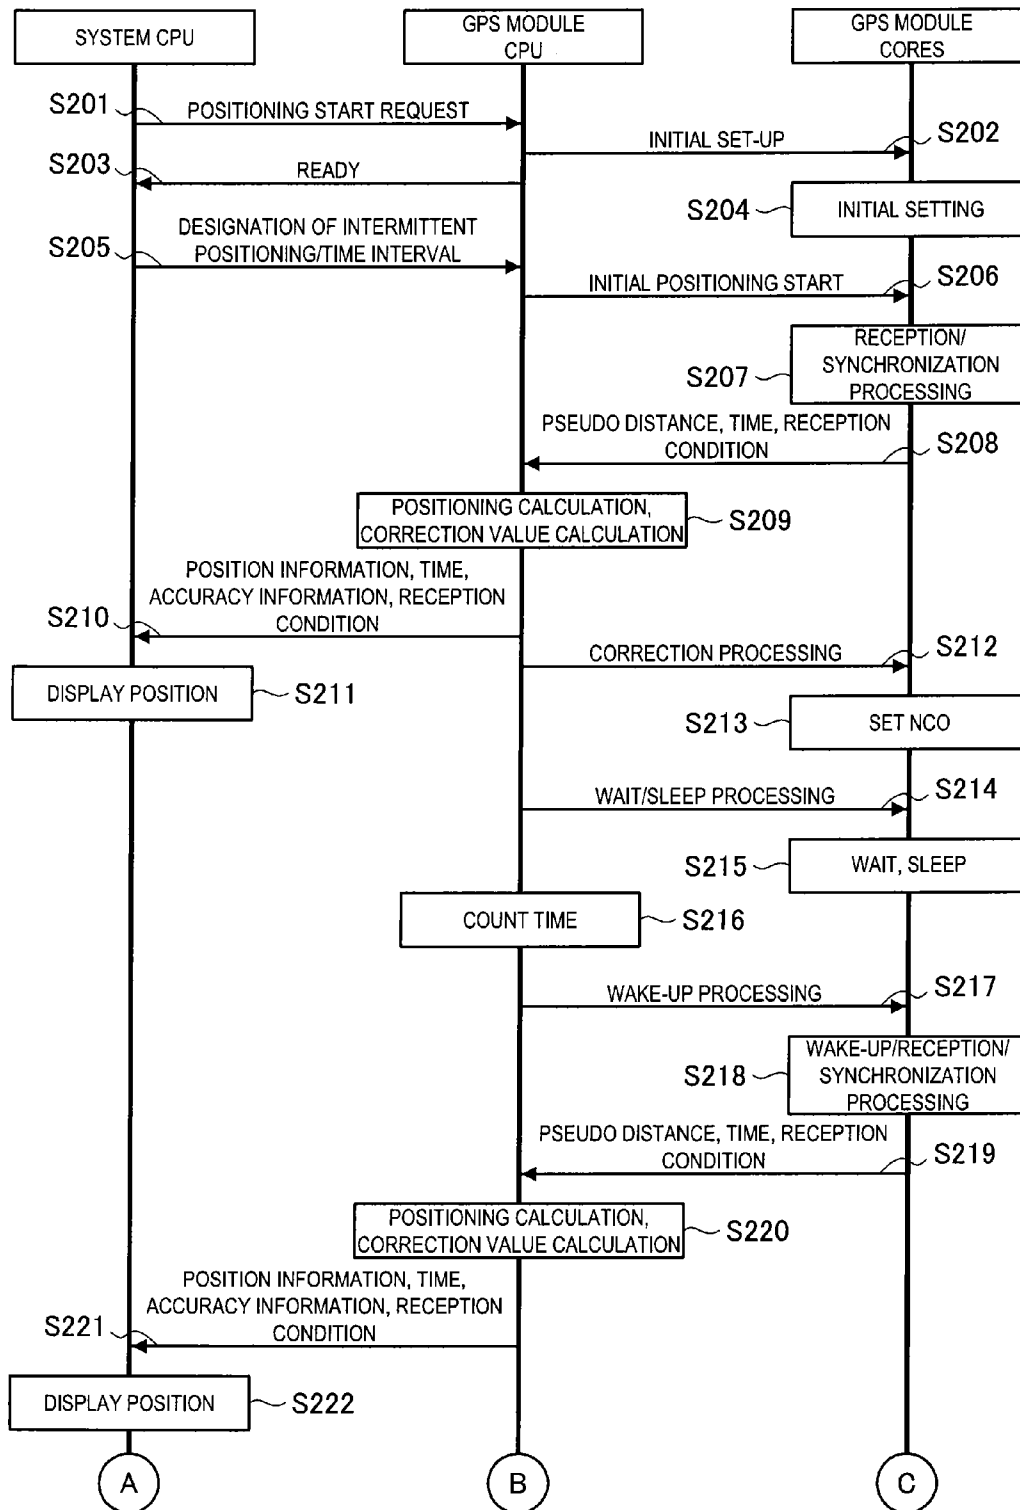 SYSTEM CPU
GPS MODULE
CPU
GPS MODULE
CORES
S201
POSITIONING START REQUEST
INITIAL SET-UP
S202
S203
READY
S204
INITIAL SETTING
DESIGNATION OF INTERMITTENT
POSITIONING/TIME INTERVAL
S205
INITIAL POSITIONING START
S206
RECEPTION/
SYNCHRONIZATION
PROCESSING
S207
PSEUDO DISTANCE, TIME, RECEPTION
CONDITION
S208
POSITIONING CALCULATION,
CORRECTION VALUE CALCULATION
S209
POSITION INFORMATION, TIME,
ACCURACY INFORMATION, RECEPTION
CONDITION
S210
CORRECTION PROCESSING
S212
DISPLAY POSITION
S211
S213
SET NCO
WAIT/SLEEP PROCESSING
S214
S215
WAIT, SLEEP
COUNT TIME
S216
WAKE-UP PROCESSING
S217
WAKE-UP/RECEPTION/
SYNCHRONIZATION
PROCESSING
S218
PSEUDO DISTANCE, TIME, RECEPTION
CONDITION
S219
POSITIONING CALCULATION,
CORRECTION VALUE CALCULATION
S220
POSITION INFORMATION, TIME,
ACCURACY INFORMATION, RECEPTION
CONDITION
S221
DISPLAY POSITION
S222
A
B
C